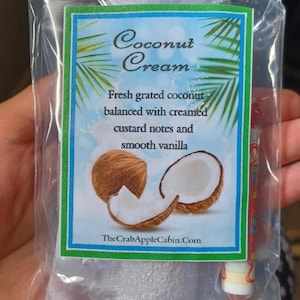 Coconut
Cream
Fresh grated coconut
balanced with creamed
custard notes and
smooth vanilla
TheCrabAppleCabin.Com